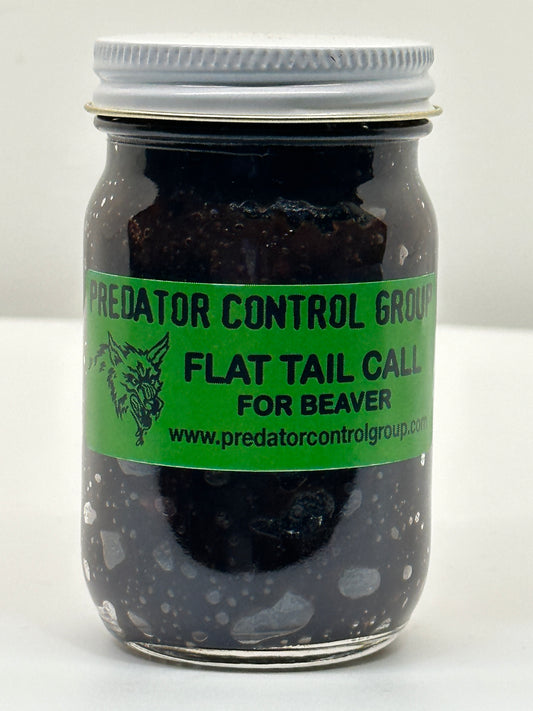 PREDATOR CONTROL GROUP
FLAT TAIL CALL
FOR BEAVER
www.predatorcontrolgroup.com